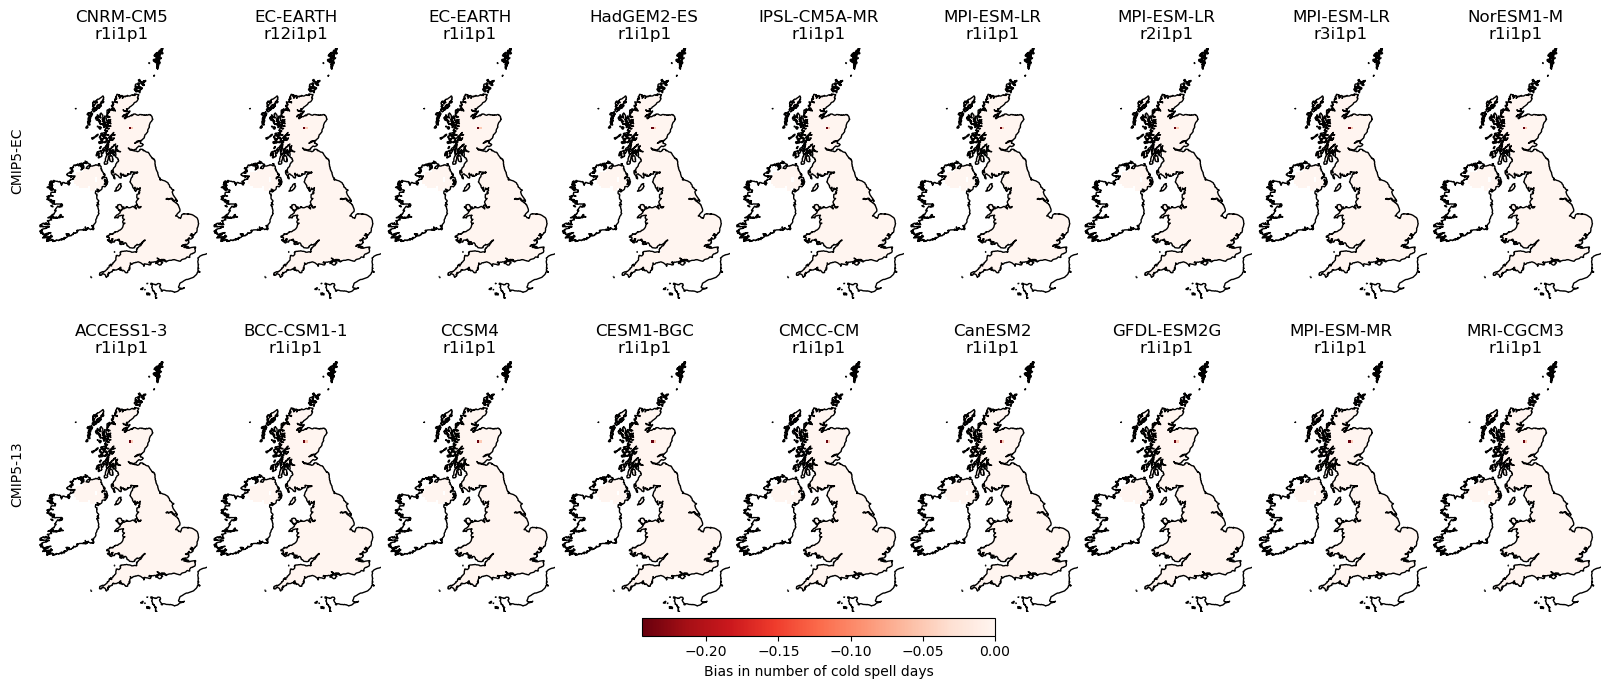 CNRM-CM5
r1i1p1
EC-EARTH
r12i1p1
EC-EARTH
r1i1p1
HadGEM2-ES
r1i1p1
IPSL-CM5A-MR
r1i1p1
MPI-ESM-LR
r1i1p1
MPI-ESM-LR
r2i1p1
MPI-ESM-LR
r3i1p1
NorESM1-M
r1i1p1
CMIP5-EC
ACCESS1-3
r1i1p1
BCC-CSM1-1
r1i1p1
CCSM4
r1i1p1
CESM1-BGC
r1i1p1
CMCC-CM
r1i1p1
CanESM2
r1i1p1
GFDL-ESM2G
r1i1p1
MPI-ESM-MR
r1i1p1
MRI-CGCM3
r1i1p1
CMIP5-13
−0.20 −0.15 −0.10 −0.05 0.00
Bias in number of cold spell days